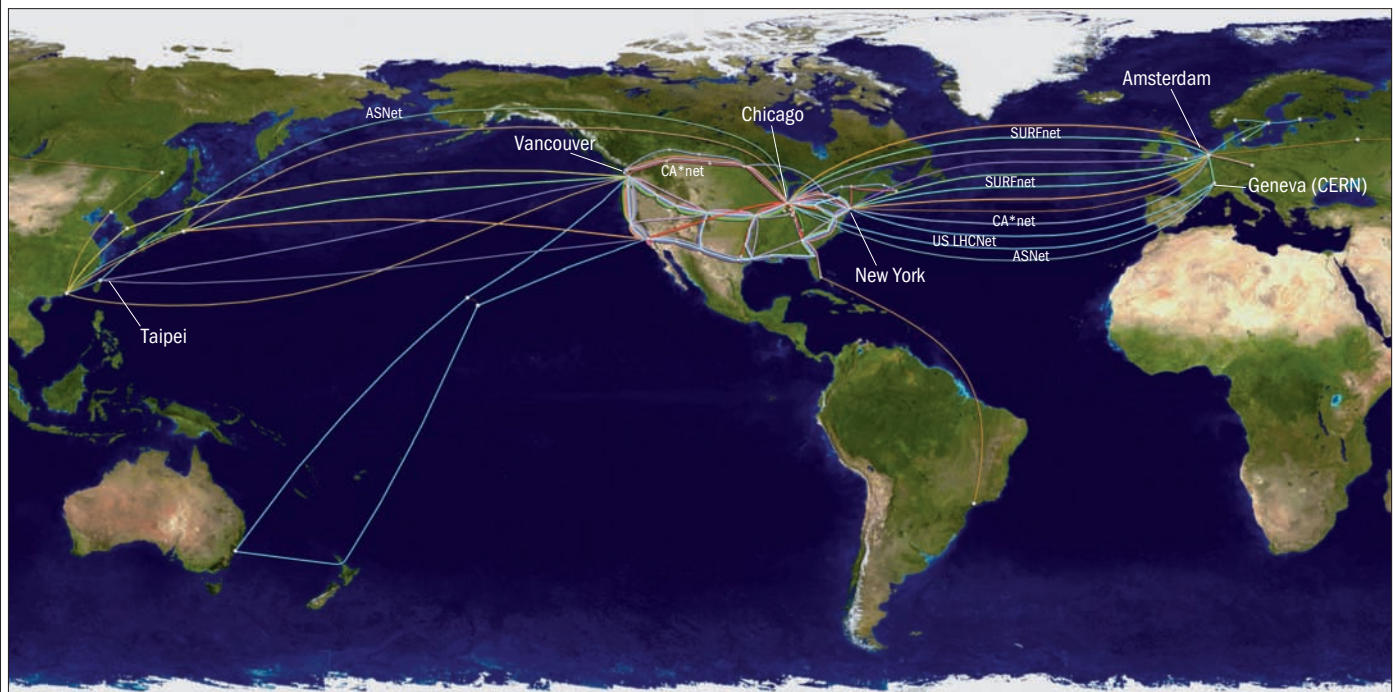 Amsterdam
Chicago
ASNet
SURFnet
Vancouver
CA*net
SURFnet
Geneva (CERN)
CA*net
US LHCNet
ASNet
New York
Taipei